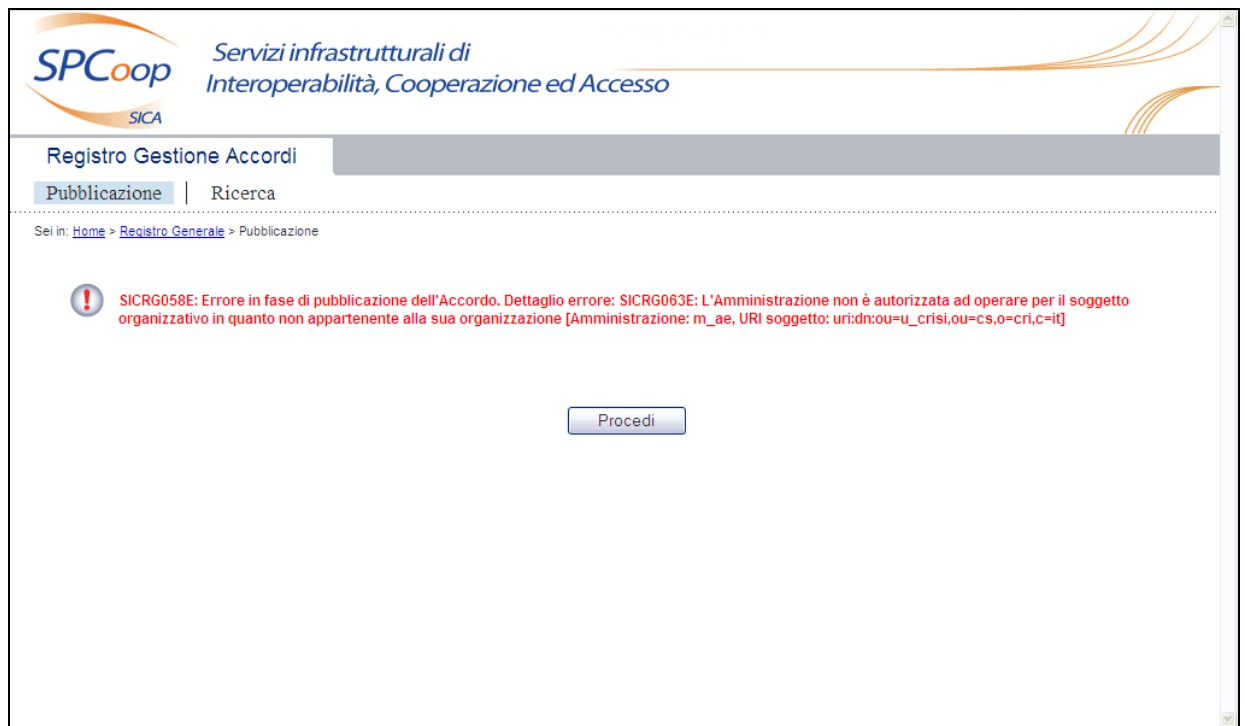 SPCoop
SICA
Servizi infrastrutturali di
Interoperabilità, Cooperazione ed Accesso
Registro Gestione Accordi
Pubblicazione | Ricerca
Sei in: Home > Registro Generale > Pubblicazione
SICRG058E: Errore in fase di pubblicazione dell'Accordo. Dettaglio errore: SICRG063E: L'Amministrazione non è autorizzata ad operare per il soggetto
organizzativo in quanto non appartenente alla sua organizzazione [Amministrazione: m_ae, URI soggetto: uri:dn:ou=u_crisi,ou=cs,o=cri,c=it]
Procedi